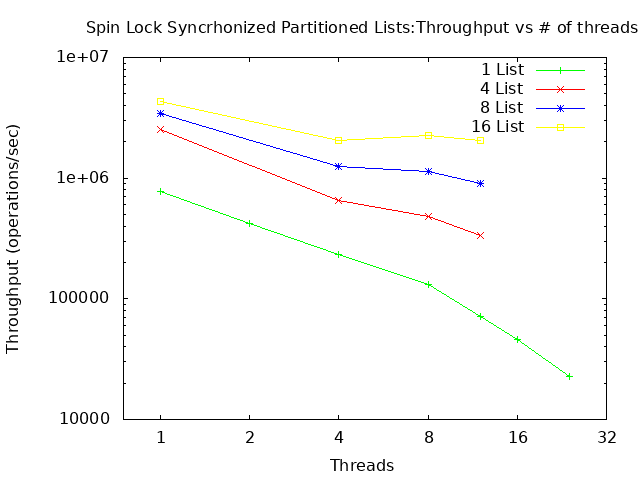 Spin Lock Syncrhonized Partitioned Lists:Throughput vs # of threads
1e+07
1e+06
100000
10000
Throughput (operations/sec)
1 List
4 List
8 List
16 List
1 2 4 8 16 32
Threads